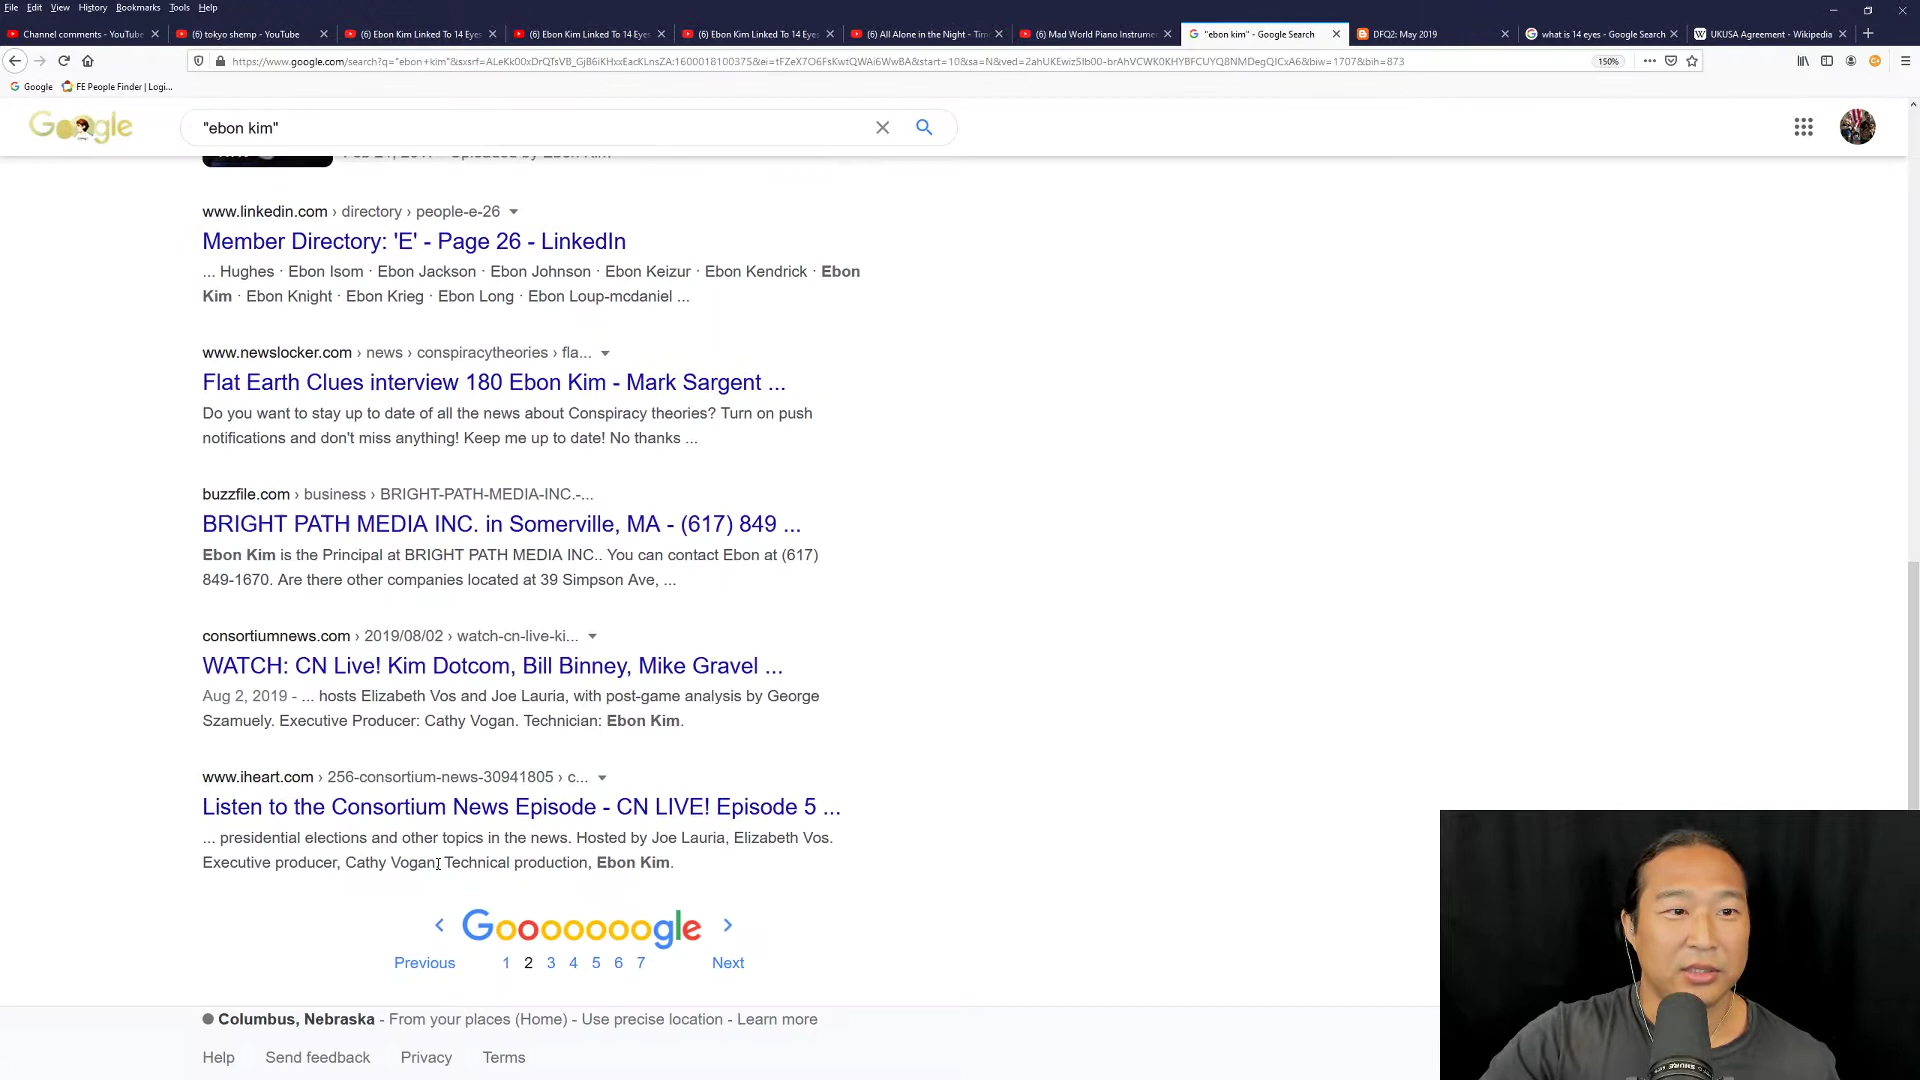 File Edit View History Bookmarks Tools Help
Channel comments - YouTube
(6) tokyo shemp - YouTube
(6) Ebon Kim Linked To 14 Eyes
(6) Ebon Kim Linked To 14 Eyes
(6) Ebon Kim Linked To 14 Eyes
(6) All Alone in the Night - Tim
(6) Mad World Piano Instrumen
"ebon kim" - Google Search
DFQ2: May 2019
what is 14 eyes - Google Search
UKUSA Agreement - Wikipedia
150%
Google FE People Finder | Logi...
Google
"ebon kim"
www.linkedin.com › directory › people-e-26
Member Directory: 'E' - Page 26 - LinkedIn
... Hughes · Ebon Isom · Ebon Jackson · Ebon Johnson · Ebon Keizur · Ebon Kendrick · Ebon
Kim · Ebon Knight · Ebon Krieg · Ebon Long · Ebon Loup-mcdaniel ...
www.newslocker.com › news › conspiracytheories › fla...
Flat Earth Clues interview 180 Ebon Kim - Mark Sargent ...
Do you want to stay up to date of all the news about Conspiracy theories? Turn on push
notifications and don't miss anything! Keep me up to date! No thanks ...
buzzfile.com › business › BRIGHT-PATH-MEDIA-INC.-...
BRIGHT PATH MEDIA INC. in Somerville, MA - (617) 849 ...
Ebon Kim is the Principal at BRIGHT PATH MEDIA INC.. You can contact Ebon at (617)
849-1670. Are there other companies located at 39 Simpson Ave, ...
consortiumnews.com › 2019/08/02 › watch-cn-live-ki...
WATCH: CN Live! Kim Dotcom, Bill Binney, Mike Gravel ...
Aug 2, 2019 - ... hosts Elizabeth Vos and Joe Lauria, with post-game analysis by George
Szamuely. Executive Producer: Cathy Vogan. Technician: Ebon Kim.
www.iheart.com › 256-consortium-news-30941805 › c...
Listen to the Consortium News Episode - CN LIVE! Episode 5 ...
... presidential elections and other topics in the news. Hosted by Joe Lauria, Elizabeth Vos.
Executive producer, Cathy Vogan. Technical production, Ebon Kim.
Goooooooogle
Previous 1 2 3 4 5 6 7 Next
Columbus, Nebraska - From your places (Home) - Use precise location - Learn more
Help Send feedback Privacy Terms
SHURE